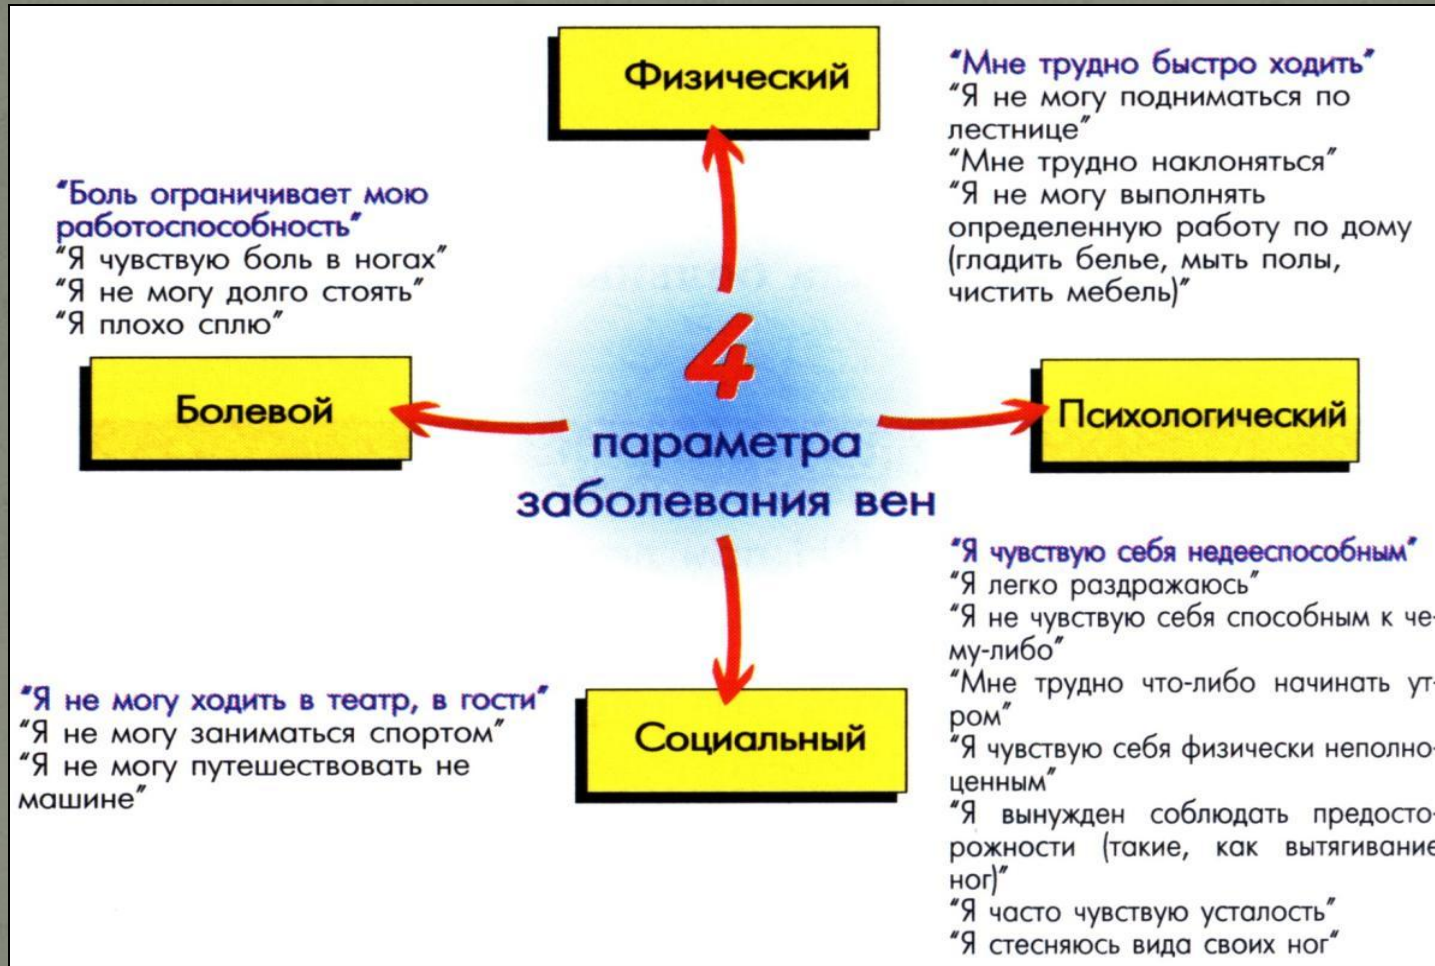 Физический
"Мне трудно быстро ходить"
"Я не могу подниматься по
лестнице"
"Мне трудно наклоняться"
"Я не могу выполнять
определенную работу по дому
(гладить белье, мыть полы,
чистить мебель)"
"Боль ограничивает мою
работоспособность"
"Я чувствую боль в ногах"
"Я не могу долго стоять"
"Я плохо сплю"
Болевой
4
параметра
заболевания вен
Психологический
"Я чувствую себя недееспособным"
"Я легко раздражаюсь"
"Я не чувствую себя способным к че-
му-либо"
"Мне трудно что-либо начинать ут-
ром"
"Я чувствую себя физически неполно-
ценным"
"Я вынужден соблюдать предосто-
рожности (такие, как вытягивание
ног)"
"Я часто чувствую усталость"
"Я стесняюсь вида своих ног"
"Я не могу ходить в театр, в гости"
"Я не могу заниматься спортом"
"Я не могу путешествовать не
машине"
Социальный